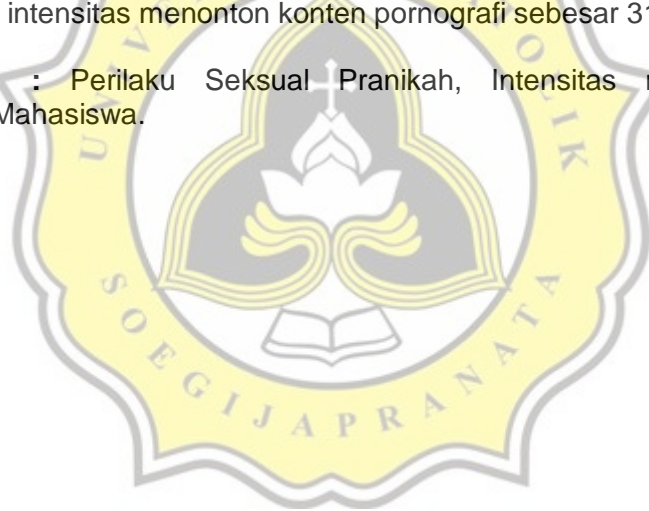 intensitas menonton konten pornografi sebesar 31
: Perilaku Seksual Pranikah, Intensitas
Mahasiswa.
SOEGIJAPRANATA